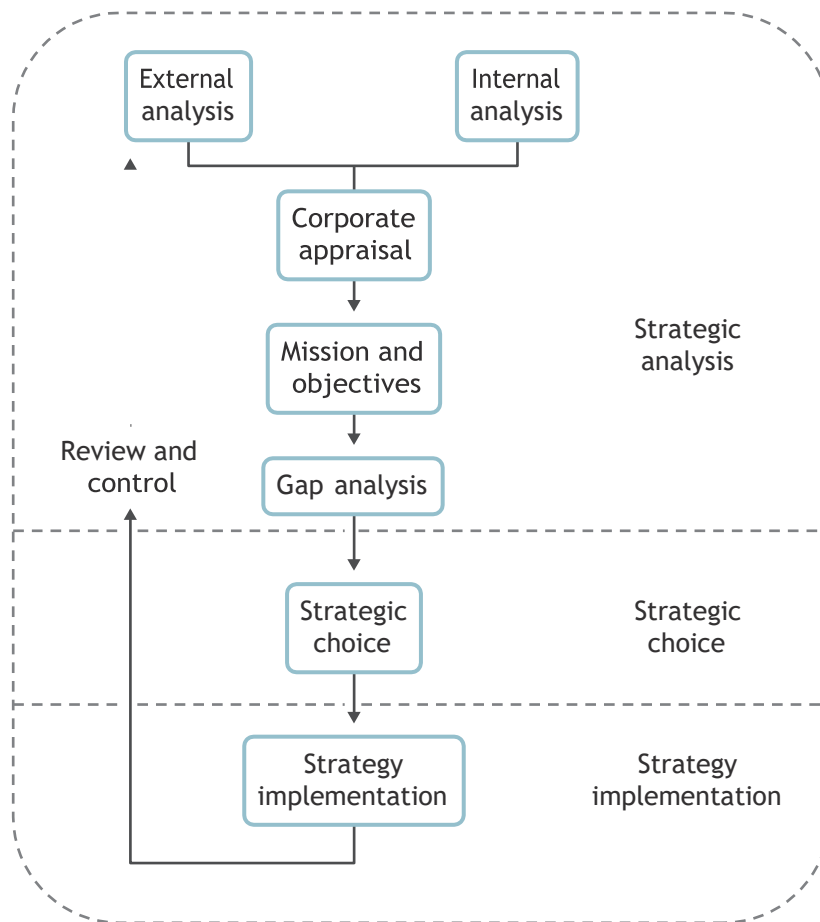 External
analysis
Internal
analysis
Corporate
appraisal
Mission and
objectives
Strategic
analysis
Review and
control
Gap analysis
Strategic
choice
Strategic
choice
Strategy
implementation
Strategy
implementation